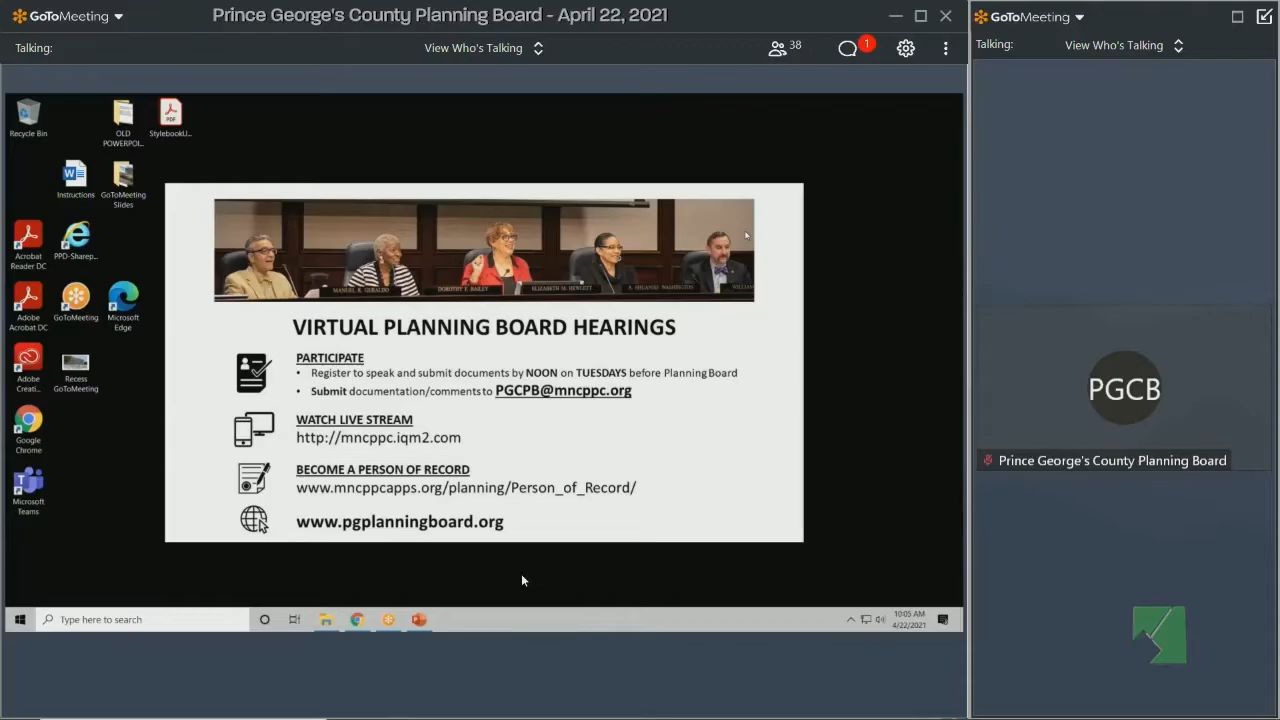 GoToMeeting
Prince George's County Planning Board - April 22, 2021
GoToMeeting
Talking:
View Who's Talking
38
1
Talking:
View Who's Talking
Recycle Bin
OLD
POWERPOI...
StylebookU...
Instructions
GoToMeeting
Slides
Acrobat
Reader DC
PPD-Sharep...
Adobe
Acrobat DC
GoToMeeting
Microsoft
Edge
Adobe
Creati...
Recess
GoToMeeting
Google
Chrome
Microsoft
Teams
MANUEL R. GERALDO
DOROTHY F. BAILEY
ELIZABETH M. HEWLETT
A. SHUANISE WASHINGTON
WILLIAM
VIRTUAL PLANNING BOARD HEARINGS
PARTICIPATE
• Register to speak and submit documents by NOON on TUESDAYS before Planning Board
• Submit documentation/comments to PGCPB@mncppc.org
WATCH LIVE STREAM
http://mncppc.iqm2.com
BECOME A PERSON OF RECORD
www.mncppcapps.org/planning/Person_of_Record/
www.pgplanningboard.org
PGCB
Prince George's County Planning Board
Type here to search
10:05 AM
4/22/2021